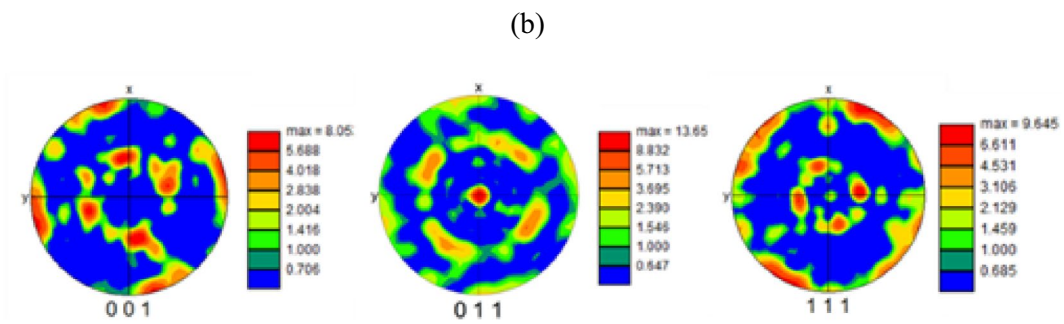 (b)
x
y
max = 8.05
5.688
4.018
2.838
2.004
1.416
1.000
0.706
0 0 1
x
y
max = 13.65
8.832
5.713
3.695
2.390
1.546
1.000
0.647
0 1 1
x
y
max = 9.645
6.611
4.531
3.106
2.129
1.459
1.000
0.685
1 1 1